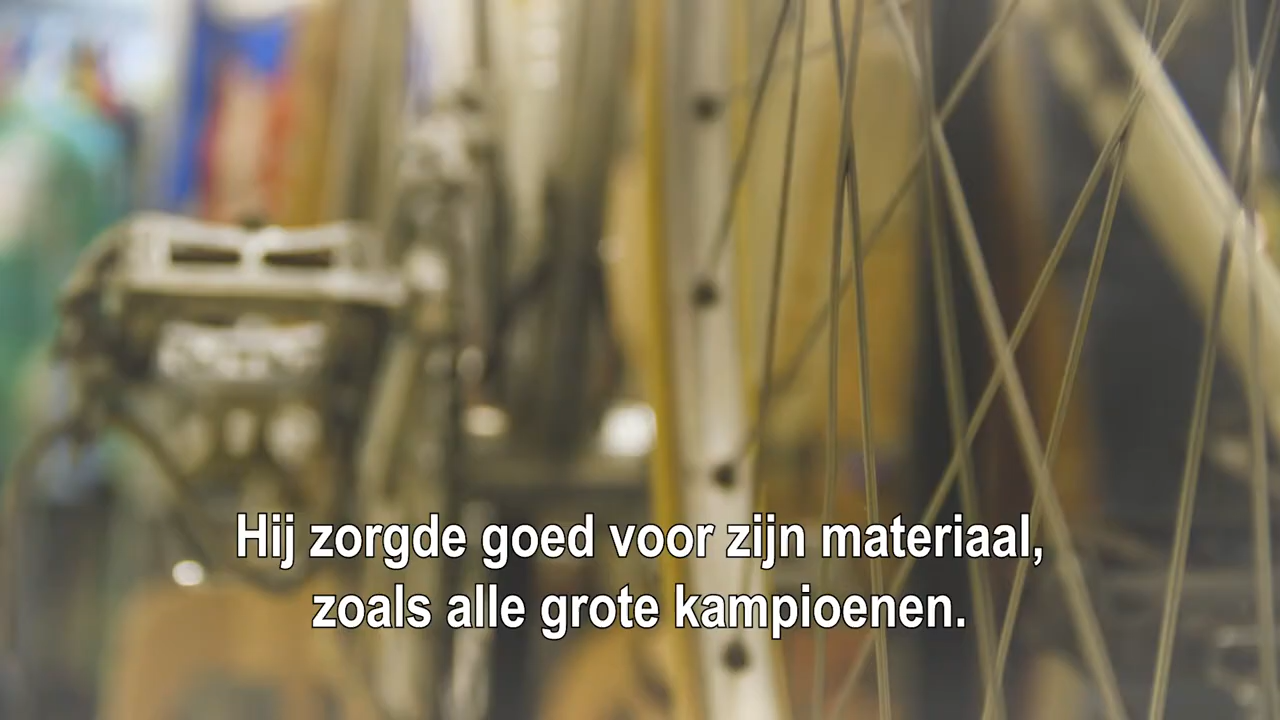 Hij zorgde goed voor zijn materiaal,
zoals alle grote kampioenen.